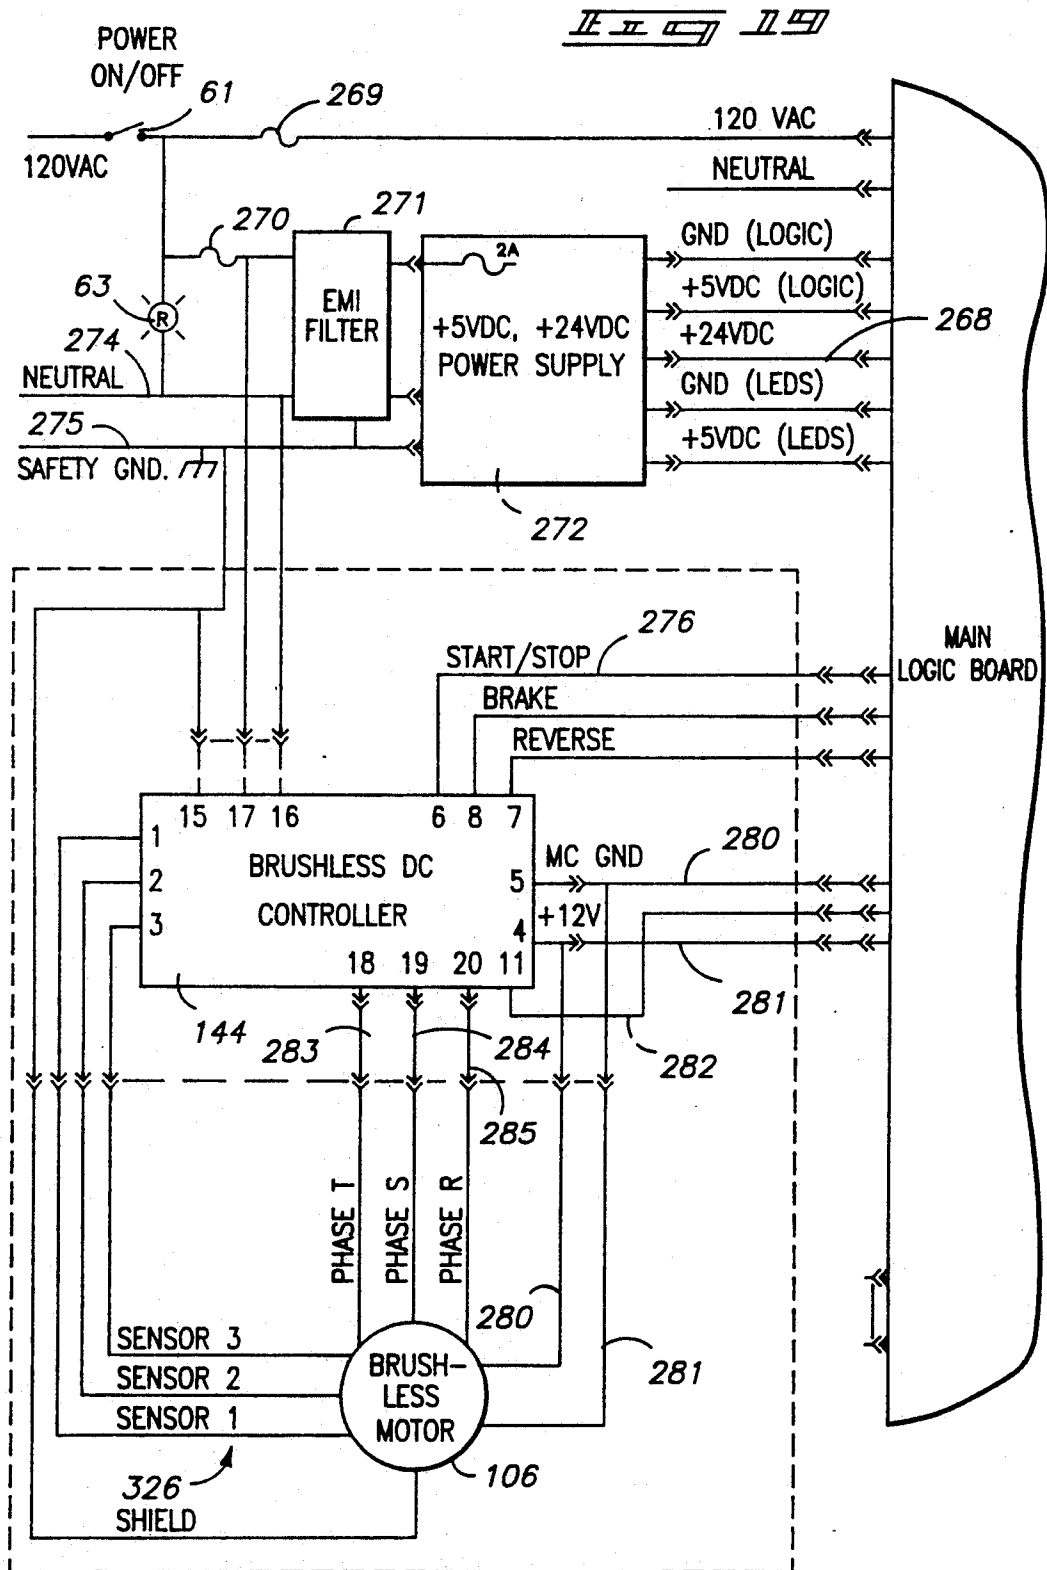 Fig 19
POWER
ON/OFF
61
269
120 VAC
120VAC
NEUTRAL
270
271
GND (LOGIC)
2A
+5VDC (LOGIC)
63
EMI
FILTER
+5VDC, +24VDC
POWER SUPPLY
+24VDC
268
274
NEUTRAL
GND (LEDS)
275
+5VDC (LEDS)
SAFETY GND.
272
276
MAIN
LOGIC BOARD
START/STOP
BRAKE
REVERSE
15 17 16 6 8 7
1
2
3
BRUSHLESS DC
CONTROLLER
5
4
MC GND
280
+12V
18 19 20 11
281
144
283
284
282
285
PHASE T
PHASE S
PHASE R
280
281
SENSOR 3
SENSOR 2
SENSOR 1
BRUSH-
LESS
MOTOR
326
106
SHIELD
R